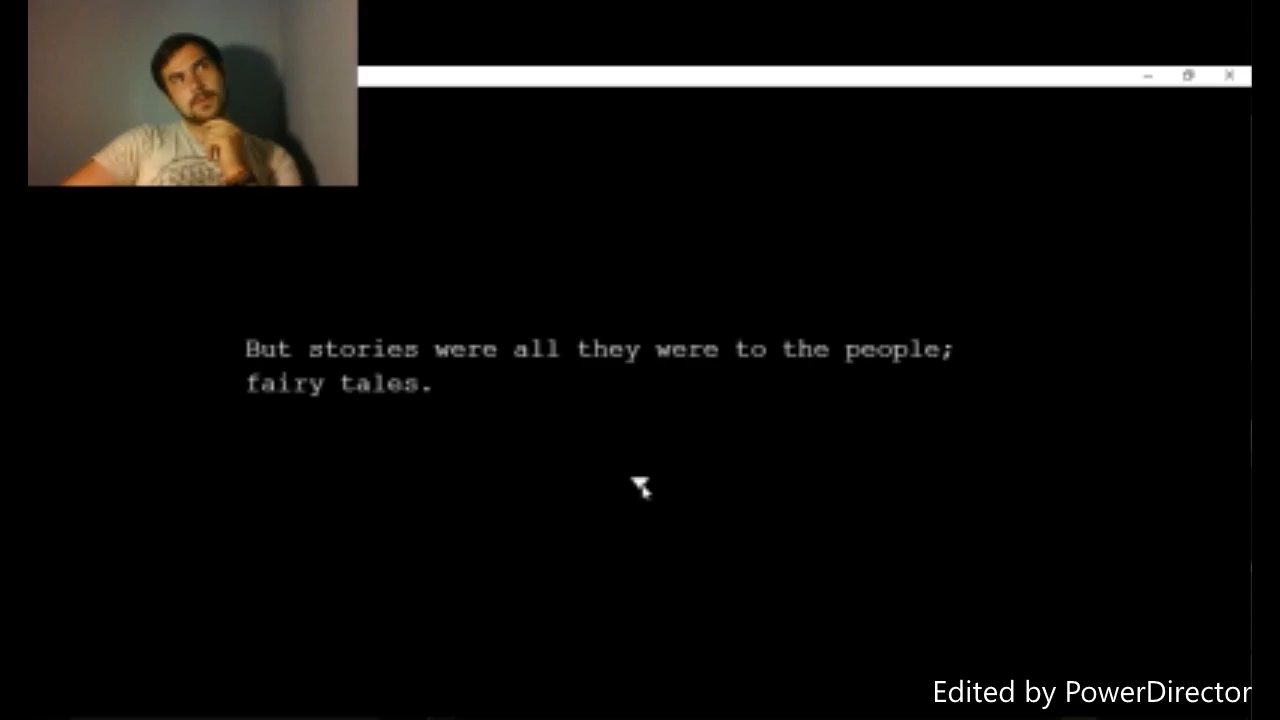 But stories were all they were to the people;
fairy tales.
Edited by PowerDirector